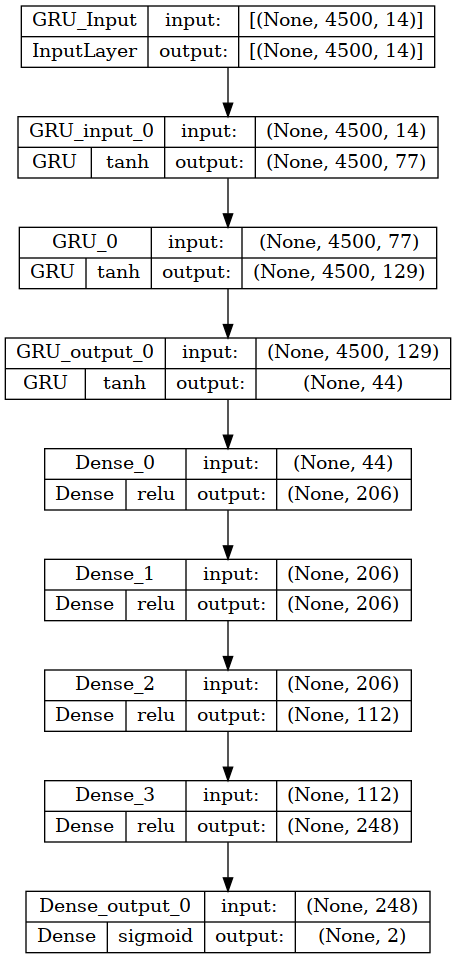 GRU_Input input: [(None, 4500, 14)]
InputLayer output: [(None, 4500, 14)]
GRU_input_0 input: (None, 4500, 14)
GRU tanh output: (None, 4500, 77)
GRU_0 input: (None, 4500, 77)
GRU tanh output: (None, 4500, 129)
GRU_output_0 input: (None, 4500, 129)
GRU tanh output: (None, 44)
Dense_0 input: (None, 44)
Dense relu output: (None, 206)
Dense_1 input: (None, 206)
Dense relu output: (None, 206)
Dense_2 input: (None, 206)
Dense relu output: (None, 112)
Dense_3 input: (None, 112)
Dense relu output: (None, 248)
Dense_output_0 input: (None, 248)
Dense sigmoid output: (None, 2)